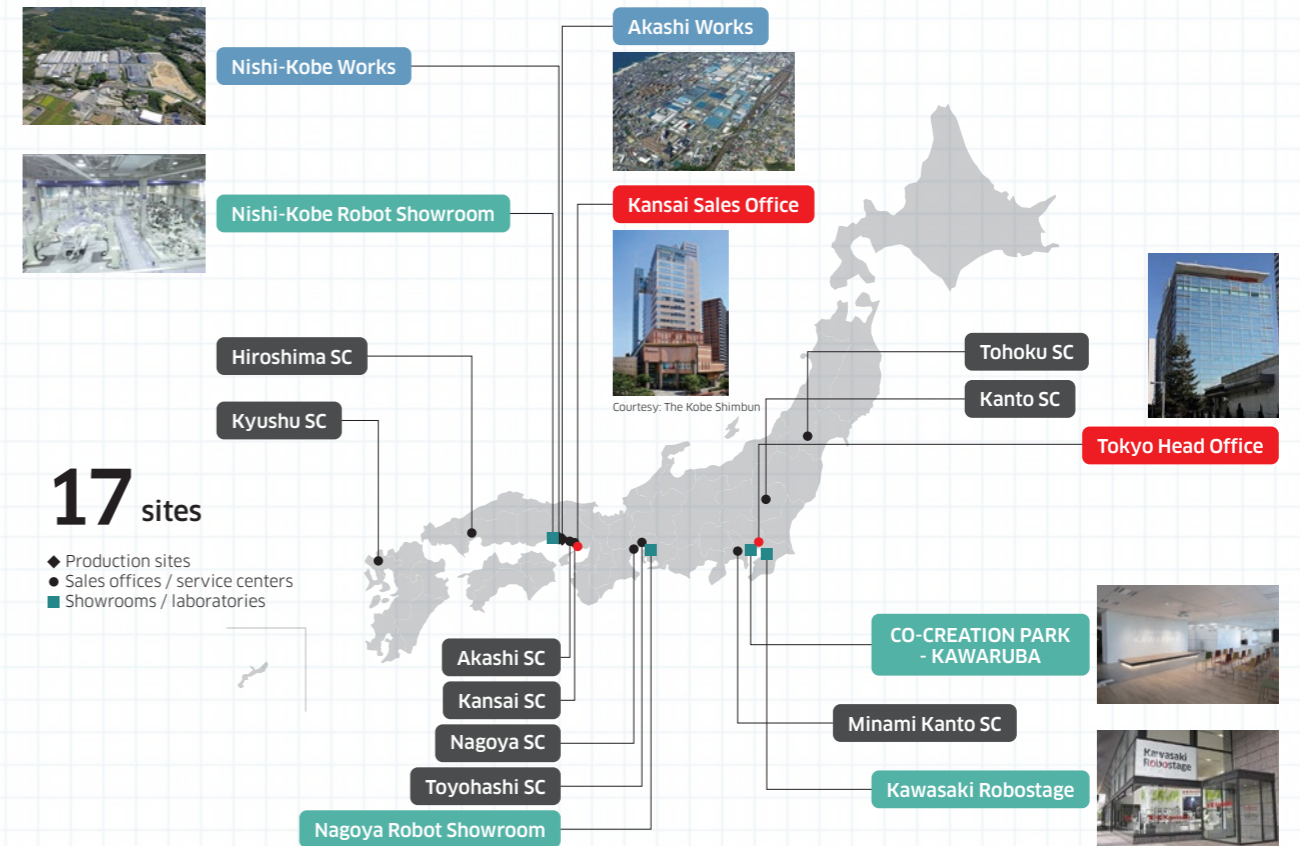 Akashi Works
Nishi-Kobe Works
Nishi-Kobe Robot Showroom
Kansai Sales Office
Courtesy: The Kobe Shimbun
Hiroshima SC
Kyushu SC
Tohoku SC
Kanto SC
Tokyo Head Office
17 sites
◆ Production sites
● Sales offices / service centers
■ Showrooms / laboratories
Akashi SC
Kansai SC
Nagoya SC
Toyohashi SC
Nagoya Robot Showroom
CO-CREATION PARK
- KAWARUBA
Minami Kanto SC
Kawasaki Robostage
Kawasaki
Robostage